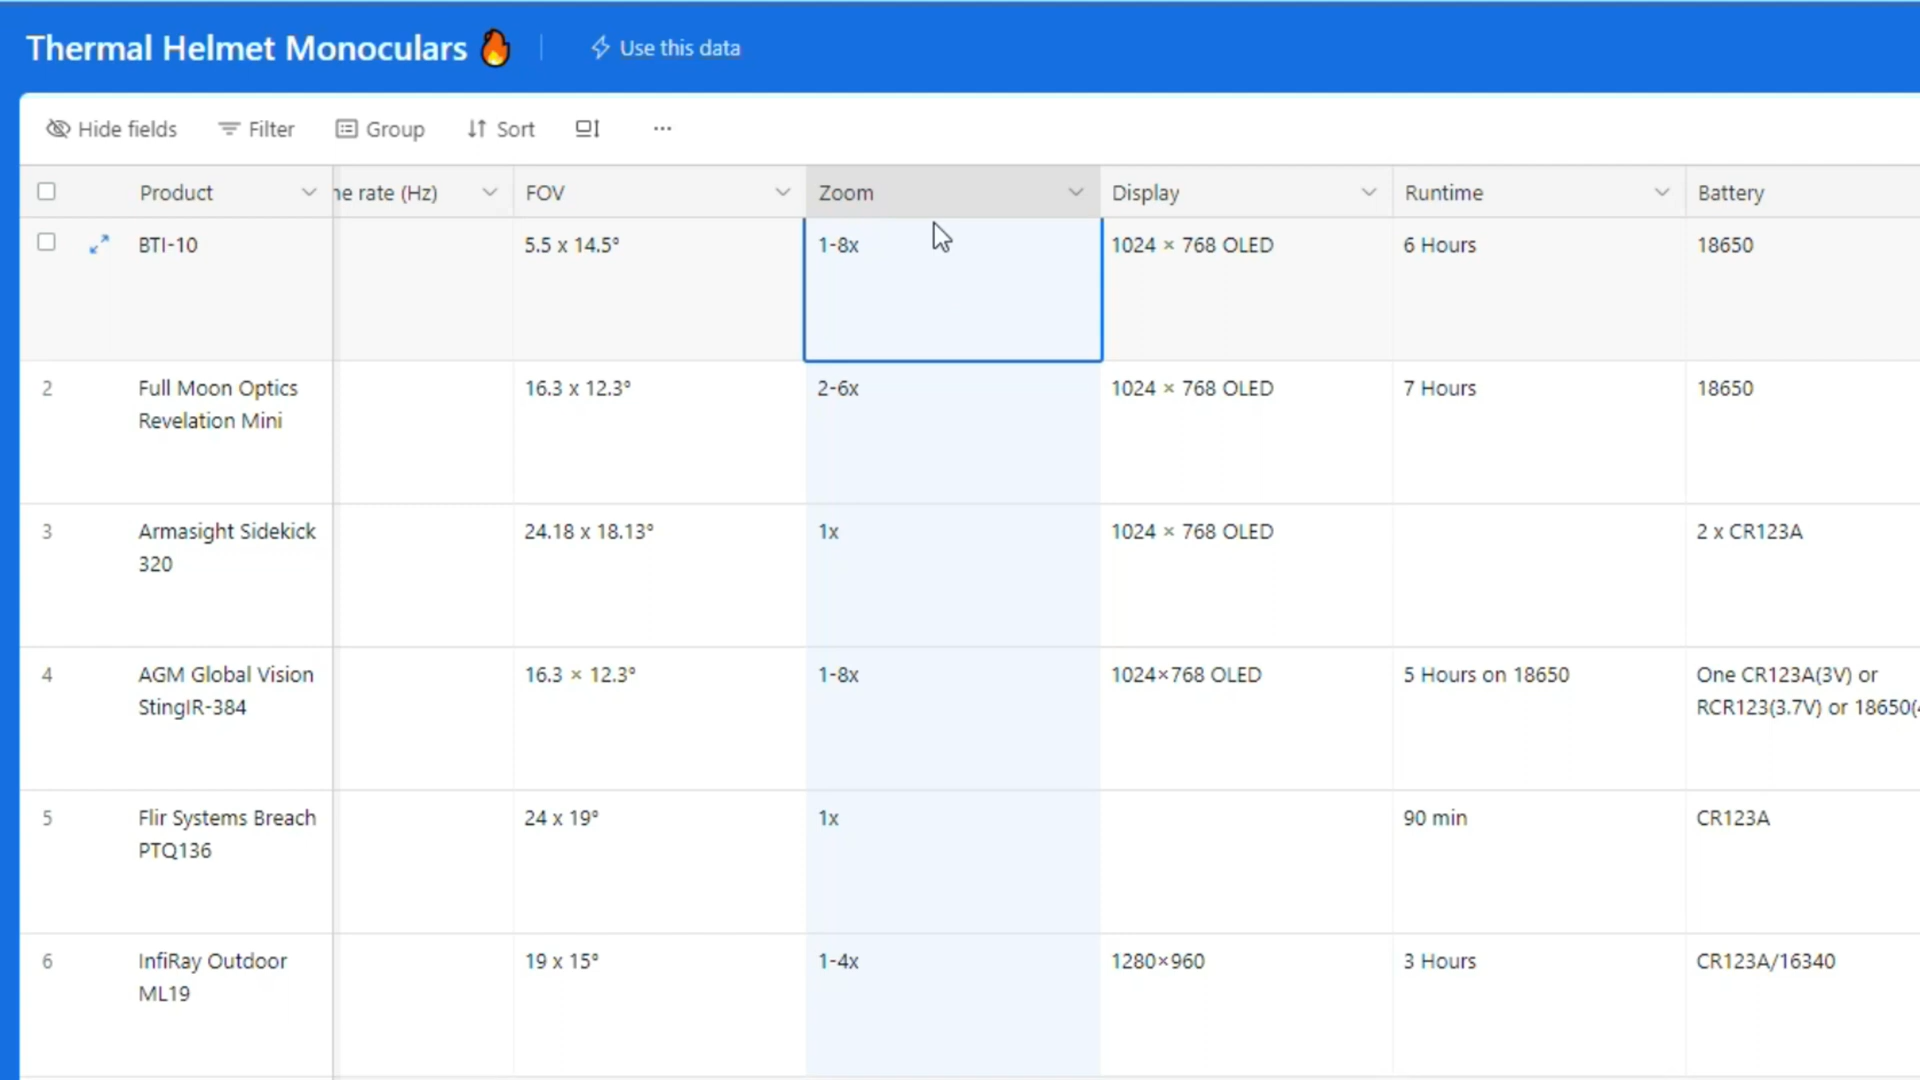 Thermal Helmet Monoculars 🔥 Use this data
Hide fields Filter Group Sort ...
Product ne rate (Hz) FOV Zoom Display Runtime Battery
BTI-10 5.5 x 14.5° 1-8x 1024 × 768 OLED 6 Hours 18650
2 Full Moon Optics 16.3 x 12.3° 2-6x 1024 × 768 OLED 7 Hours 18650
Revelation Mini
3 Armasight Sidekick 24.18 x 18.13° 1x 1024 × 768 OLED 2 x CR123A
320
4 AGM Global Vision 16.3 × 12.3° 1-8x 1024×768 OLED 5 Hours on 18650 One CR123A(3V) or
StingIR-384 RCR123(3.7V) or 18650(
5 Flir Systems Breach 24 x 19° 1x 90 min CR123A
PTQ136
6 InfiRay Outdoor 19 x 15° 1-4x 1280×960 3 Hours CR123A/16340
ML19